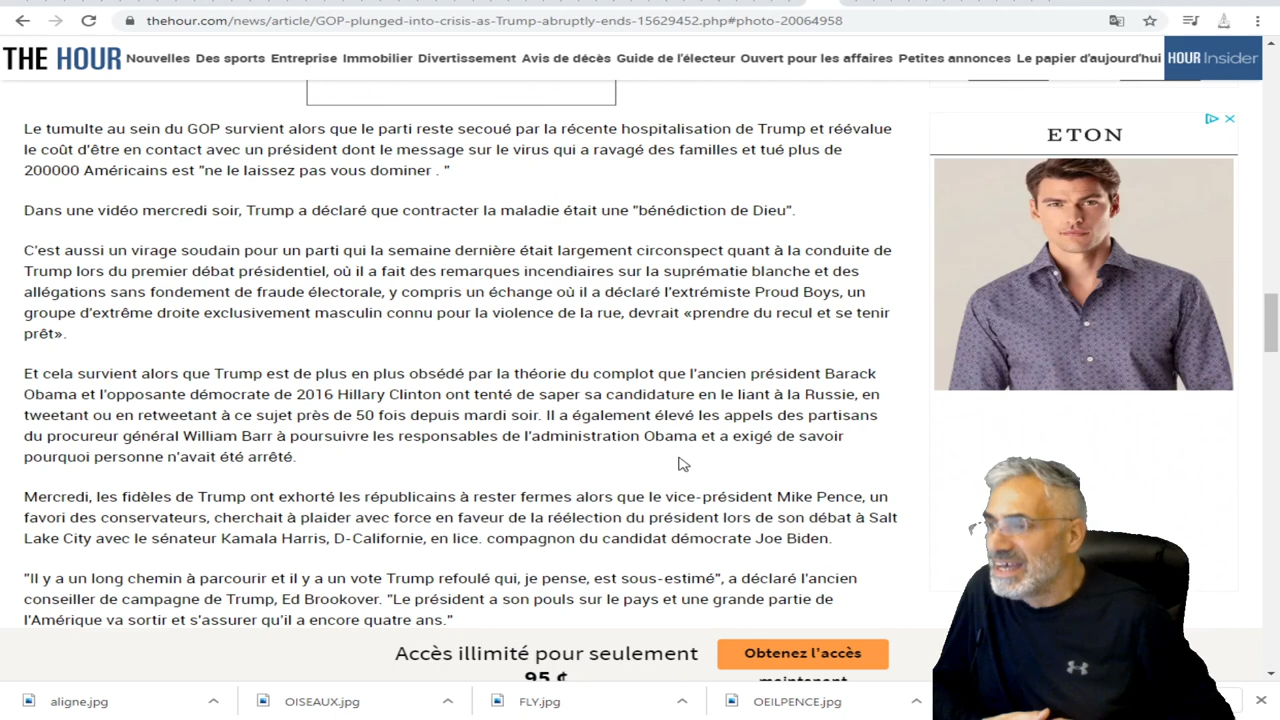 thehour.com/news/article/GOP-plunged-into-crisis-as-Trump-abruptly-ends-15629452.php#photo-20064958
THE HOUR Nouvelles Des sports Entreprise Immobilier Divertissement Avis de décès Guide de l'électeur Ouvert pour les affaires Petites annonces Le papier d'aujourd'hui HOUR Insider
Le tumulte au sein du GOP survient alors que le parti reste secoué par la récente hospitalisation de Trump et réévalue
le coût d'être en contact avec un président dont le message sur le virus qui a ravagé des familles et tué plus de
200000 Américains est "ne le laissez pas vous dominer . "
Dans une vidéo mercredi soir, Trump a déclaré que contracter la maladie était une "bénédiction de Dieu".
C'est aussi un virage soudain pour un parti qui la semaine dernière était largement circonspect quant à la conduite de
Trump lors du premier débat présidentiel, où il a fait des remarques incendiaires sur la suprématie blanche et des
allégations sans fondement de fraude électorale, y compris un échange où il a déclaré l'extrémiste Proud Boys, un
groupe d'extrême droite exclusivement masculin connu pour la violence de la rue, devrait «prendre du recul et se tenir
prêt».
Et cela survient alors que Trump est de plus en plus obsédé par la théorie du complot que l'ancien président Barack
Obama et l'opposante démocrate de 2016 Hillary Clinton ont tenté de saper sa candidature en le liant à la Russie, en
tweetant ou en retweetant à ce sujet près de 50 fois depuis mardi soir. Il a également élevé les appels des partisans
du procureur général William Barr à poursuivre les responsables de l'administration Obama et a exigé de savoir
pourquoi personne n'avait été arrêté.
Mercredi, les fidèles de Trump ont exhorté les républicains à rester fermes alors que le vice-président Mike Pence, un
favori des conservateurs, cherchait à plaider avec force en faveur de la réélection du président lors de son débat à Salt
Lake City avec le sénateur Kamala Harris, D-Californie, en lice. compagnon du candidat démocrate Joe Biden.
"Il y a un long chemin à parcourir et il y a un vote Trump refoulé qui, je pense, est sous-estimé", a déclaré l'ancien
conseiller de campagne de Trump, Ed Brookover. "Le président a son pouls sur le pays et une grande partie de
l'Amérique va sortir et s'assurer qu'il a encore quatre ans."
ETON
Accès illimité pour seulement
95 ¢
Obtenez l'accès
maintenant
aligne.jpg OISEAUX.jpg FLY.jpg OEILPENCE.jpg